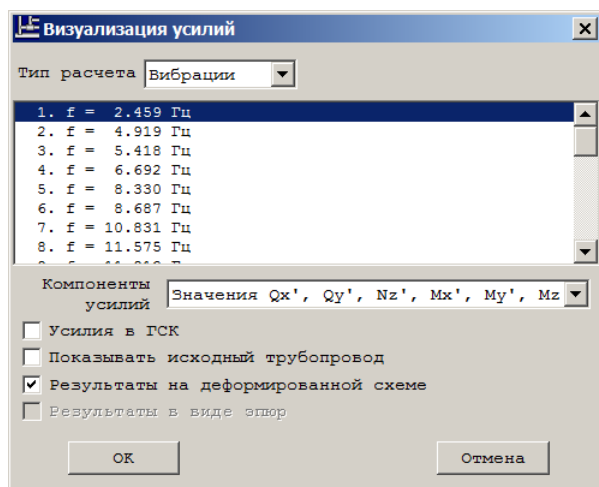 Визуализация усилий
Тип расчета Вибрации
1. f = 2.459 Гц
2. f = 4.919 Гц
3. f = 5.418 Гц
4. f = 6.692 Гц
5. f = 8.330 Гц
6. f = 8.687 Гц
7. f = 10.831 Гц
8. f = 11.575 Гц
Компоненты
усилий Значения Qx', Qy', Nz', Mx', My', Mz
Усилия в ГСК
Показывать исходный трубопровод
Результаты на деформированной схеме
Результаты в виде эпюр
OK Отмена